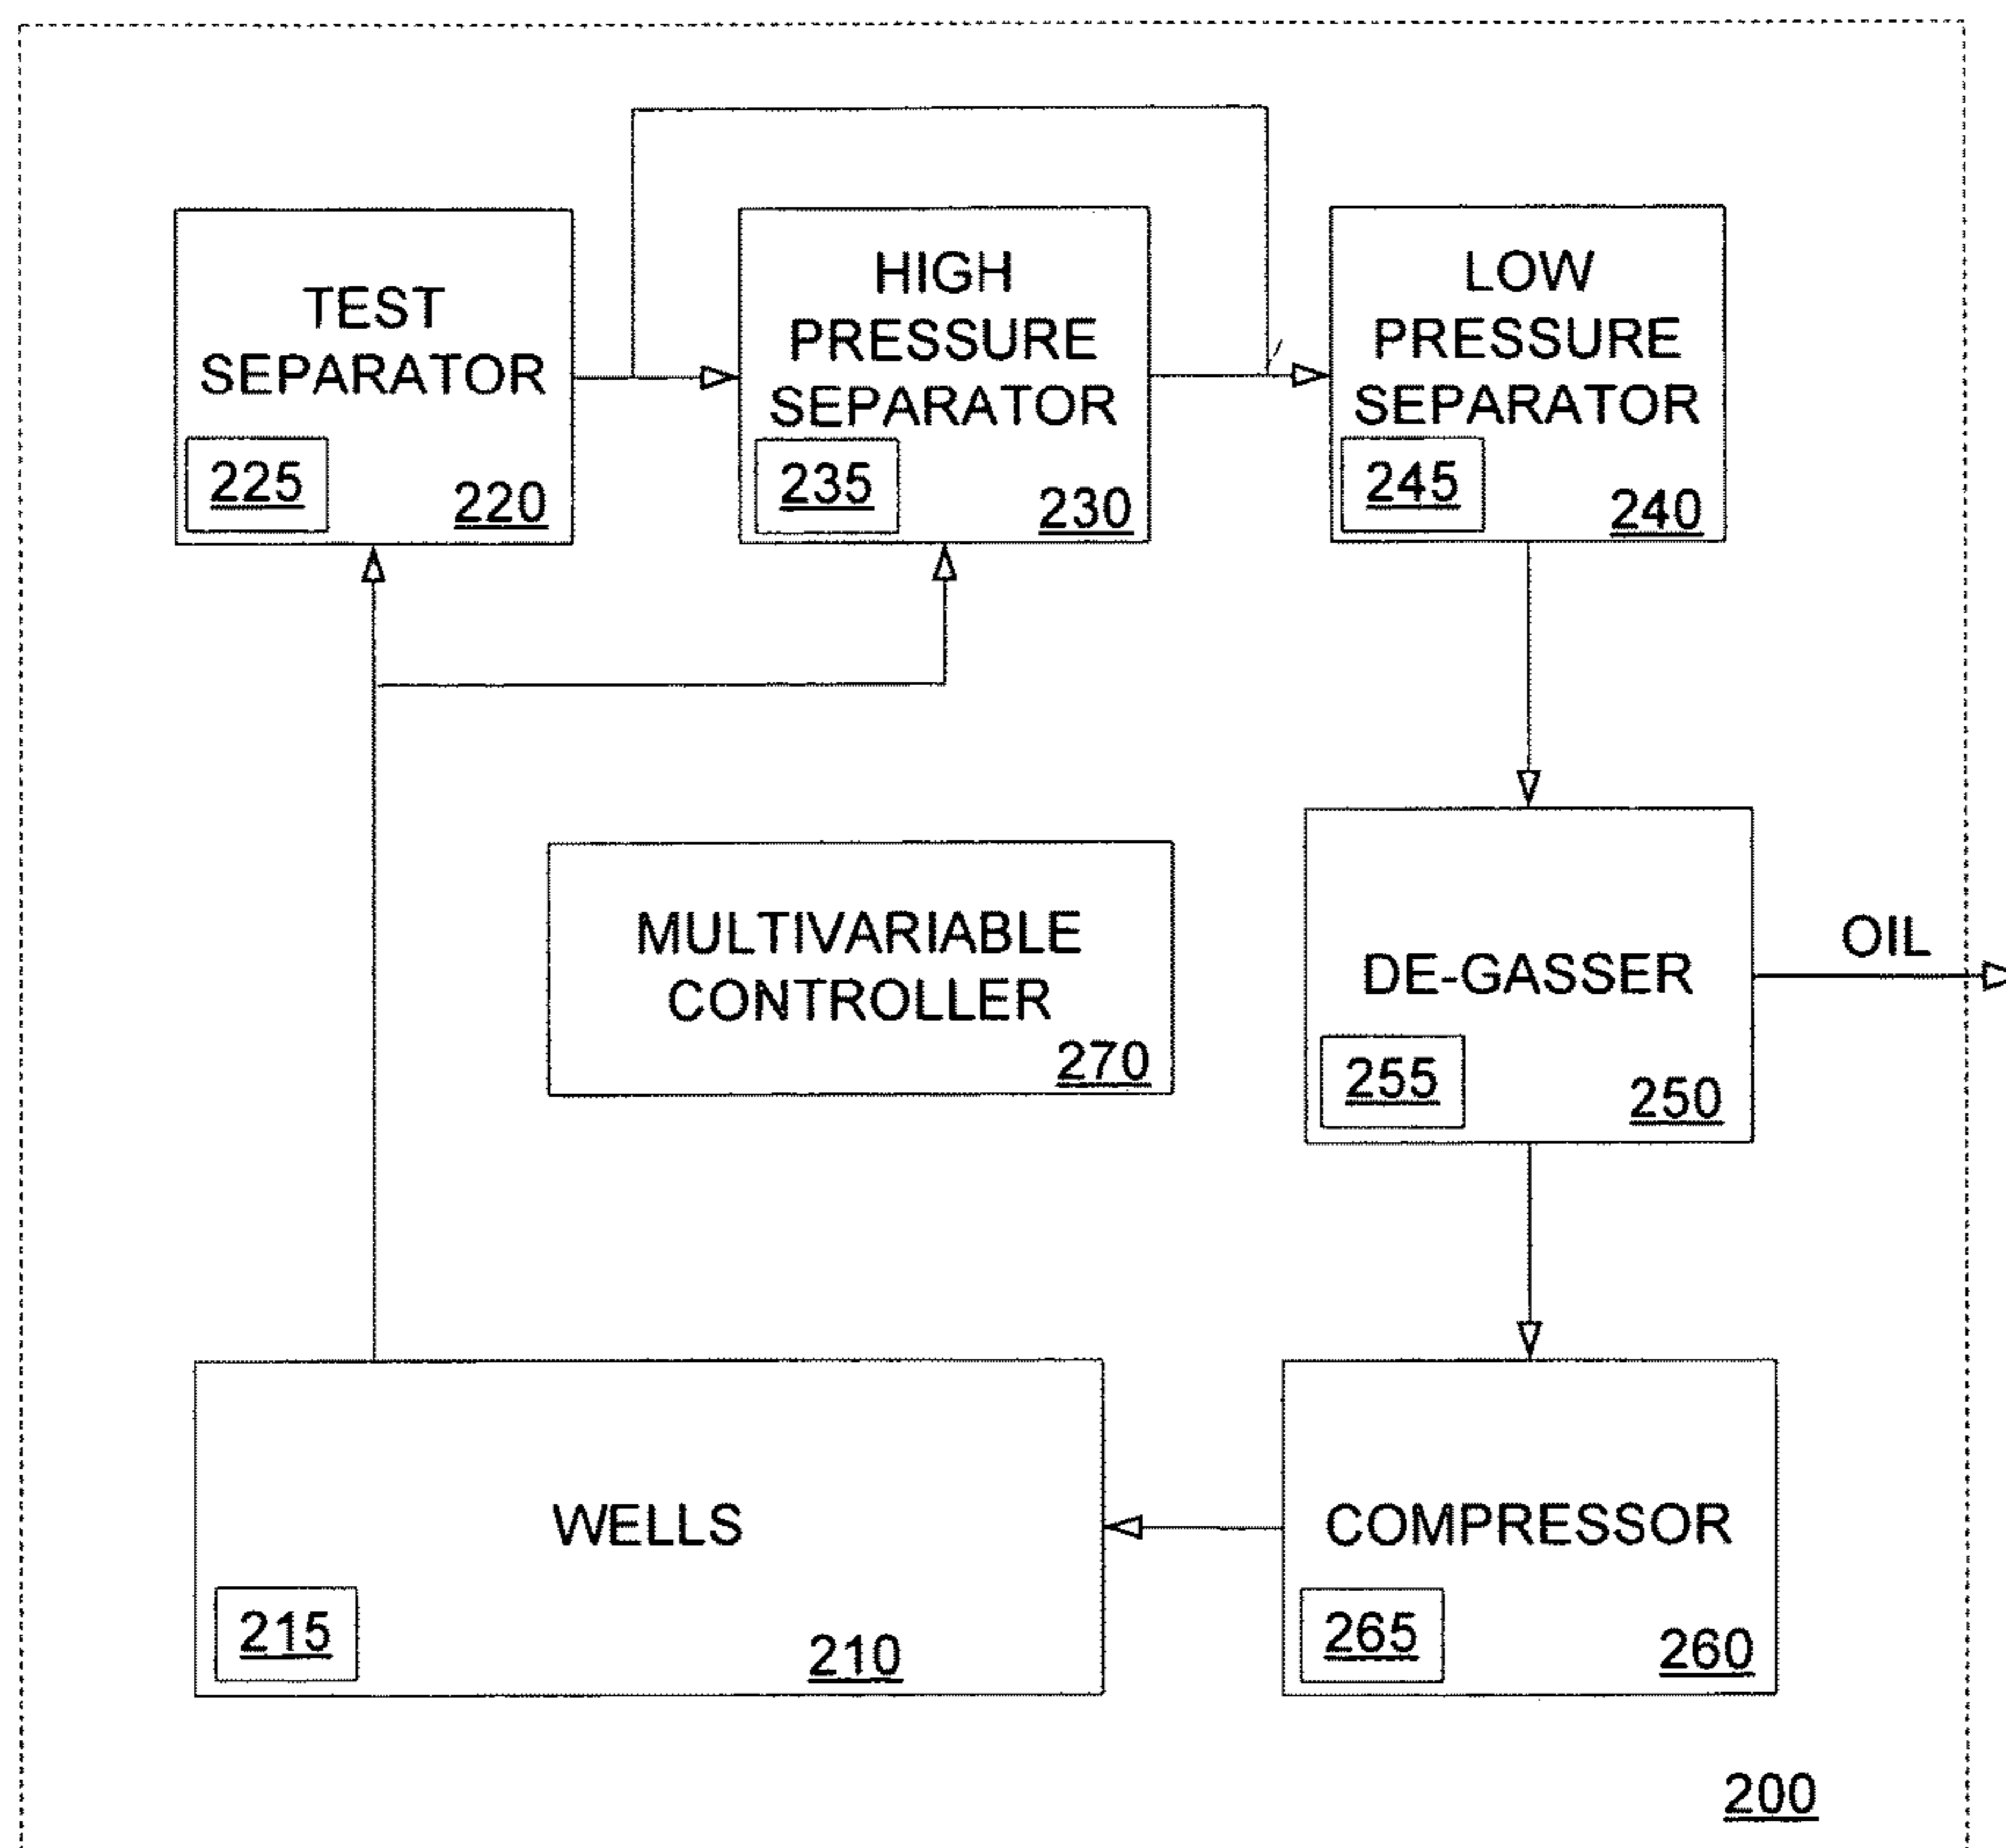 TEST
SEPARATOR
225
220
HIGH
PRESSURE
SEPARATOR
235
230
LOW
PRESSURE
SEPARATOR
245
240
MULTIVARIABLE
CONTROLLER
270
DE-GASSER
255
250
OIL
WELLS
215
210
COMPRESSOR
265
260
200